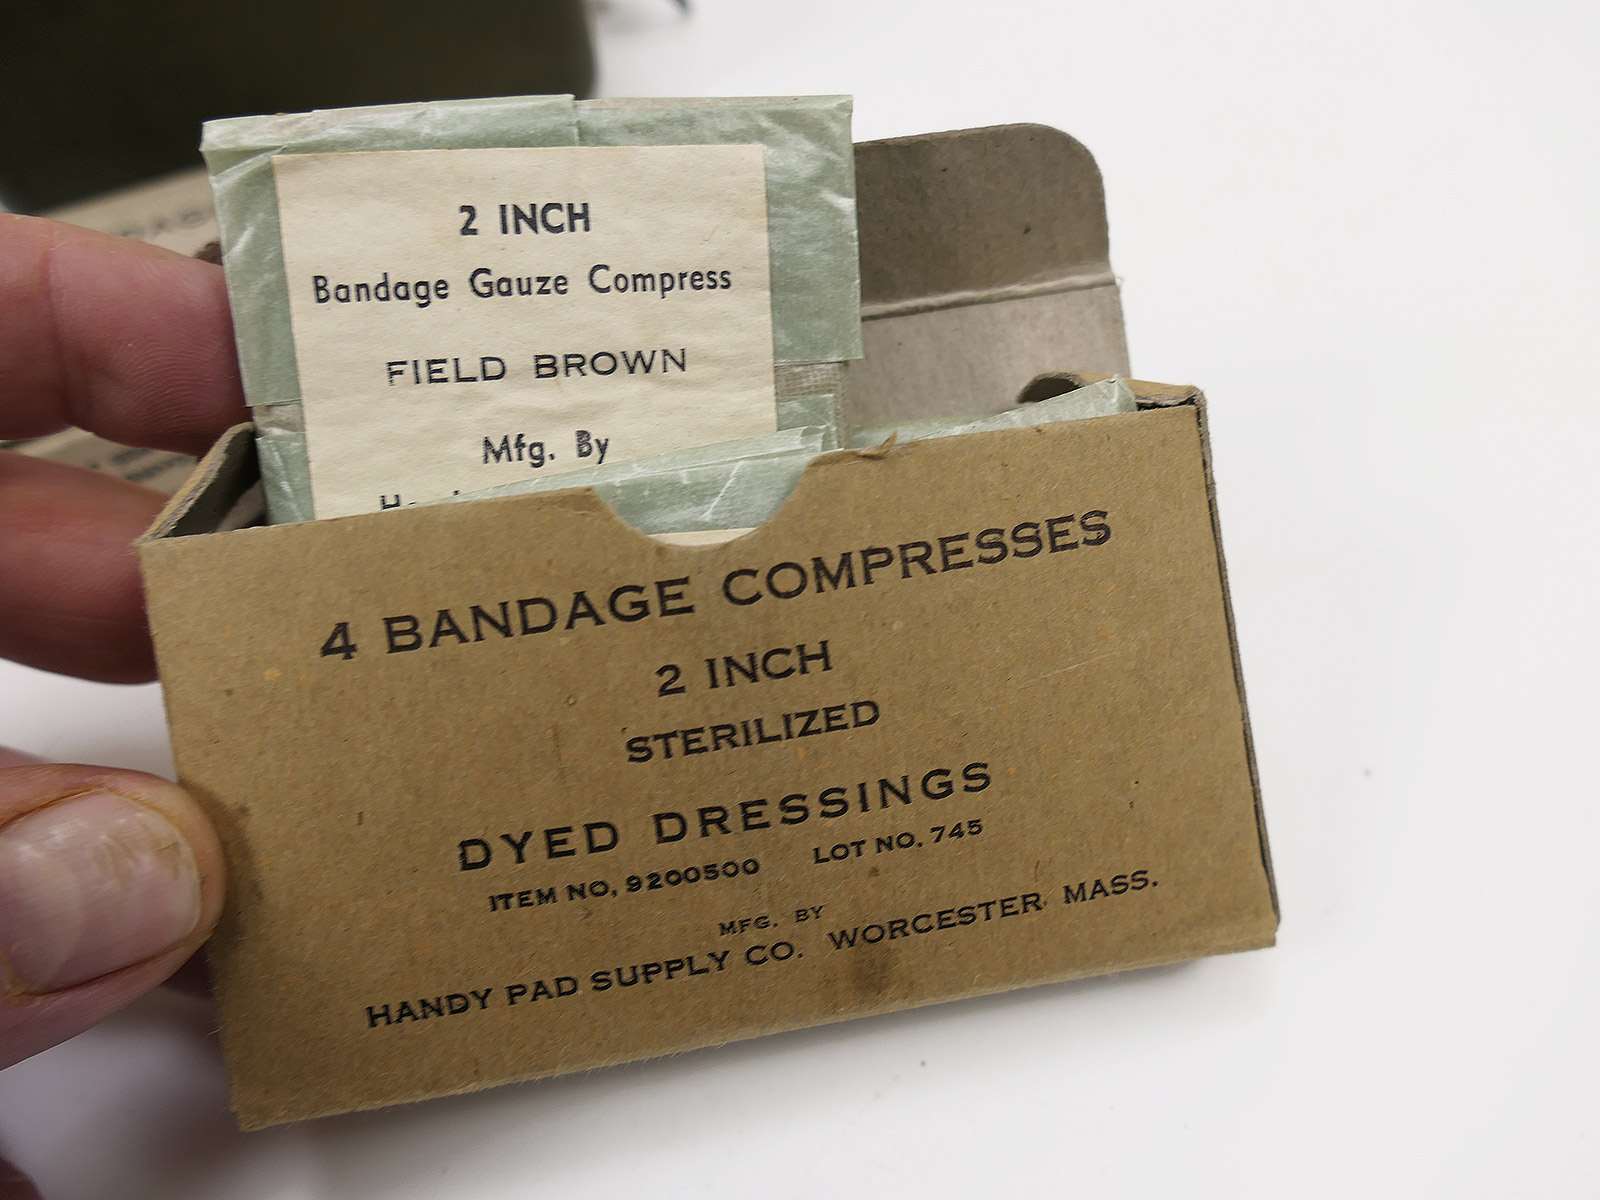 2 INCH
Bandage Gauze Compress
FIELD BROWN
Mfg. By
4 BANDAGE COMPRESSES
2 INCH
STERILIZED
DYED DRESSINGS
ITEM NO. 9200500 LOT NO. 745
MFG. BY
HANDY PAD SUPPLY CO. WORCESTER, MASS.